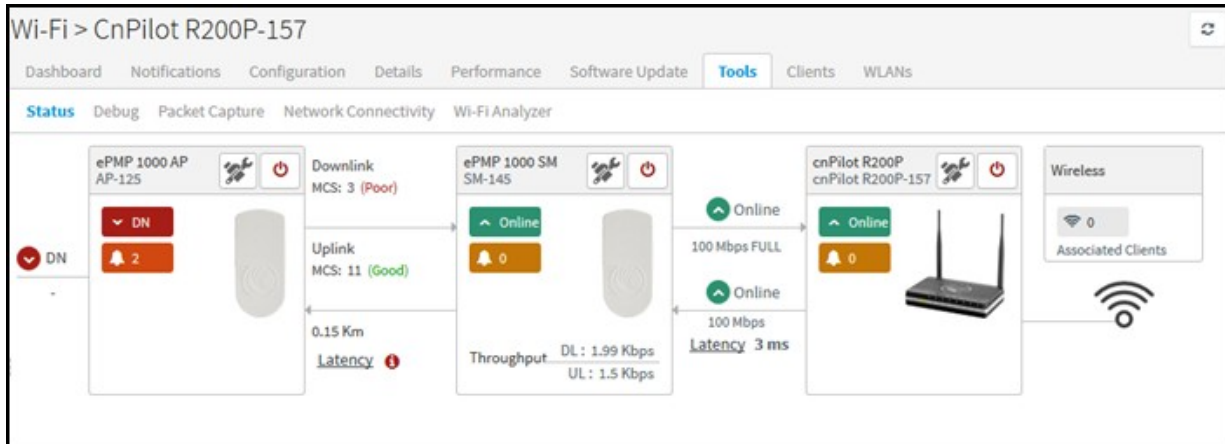 Wi-Fi > CnPilot R200P-157
Dashboard Notifications Configuration Details Performance Software Update Tools Clients WLANs
Status Debug Packet Capture Network Connectivity Wi-Fi Analyzer
DN
-
ePMP 1000 AP
AP-125
DN
2
Downlink
MCS: 3 (Poor)
Uplink
MCS: 11 (Good)
0.15 Km
Latency
ePMP 1000 SM
SM-145
Online
0
Throughput
DL : 1.99 Kbps
UL : 1.5 Kbps
Online
100 Mbps FULL
Online
100 Mbps
Latency 3 ms
cnPilot R200P
cnPilot R200P-157
Online
0
Wireless
0
Associated Clients